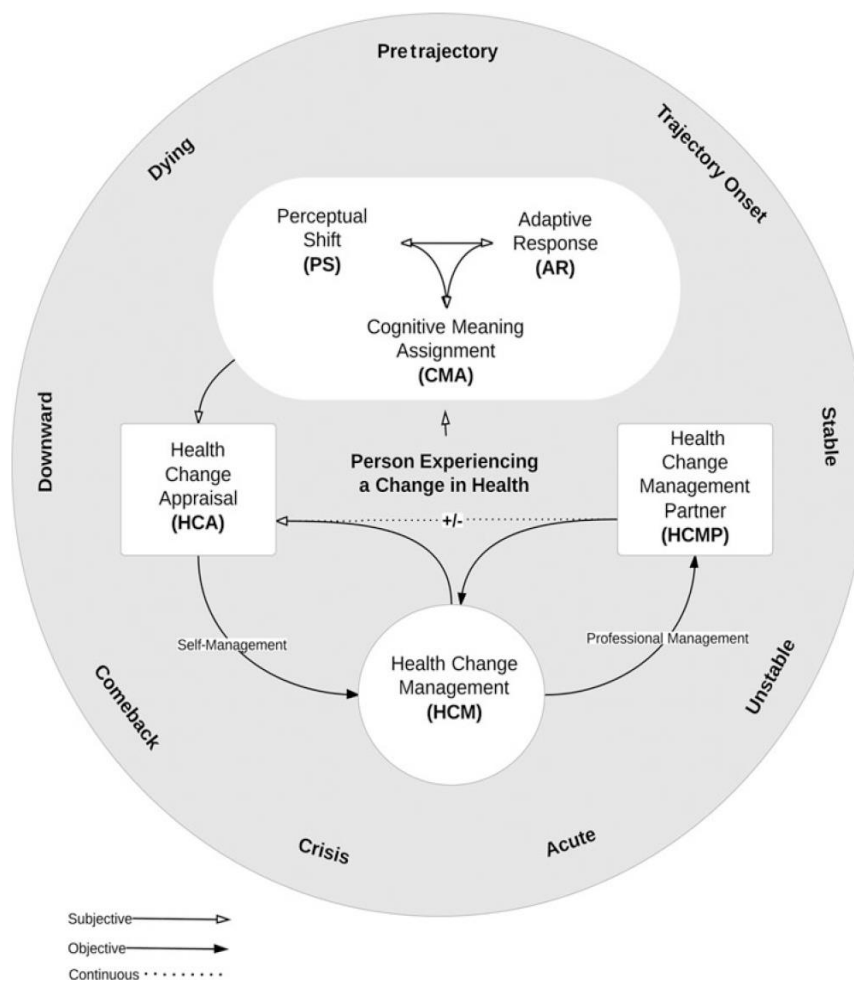 Pretrajectory
Dying
Trajectory Onset
Perceptual
Shift
(PS)
Adaptive
Response
(AR)
Cognitive Meaning
Assignment
(CMA)
Downward
Stable
Health
Change
Appraisal
(HCA)
Person Experiencing
a Change in Health
Health
Change
Management
Partner
(HCMP)
+/-
Self-Management
Professional Management
Health Change
Management
(HCM)
Comeback
Unstable
Crisis
Acute
Subjective
Objective
Continuous